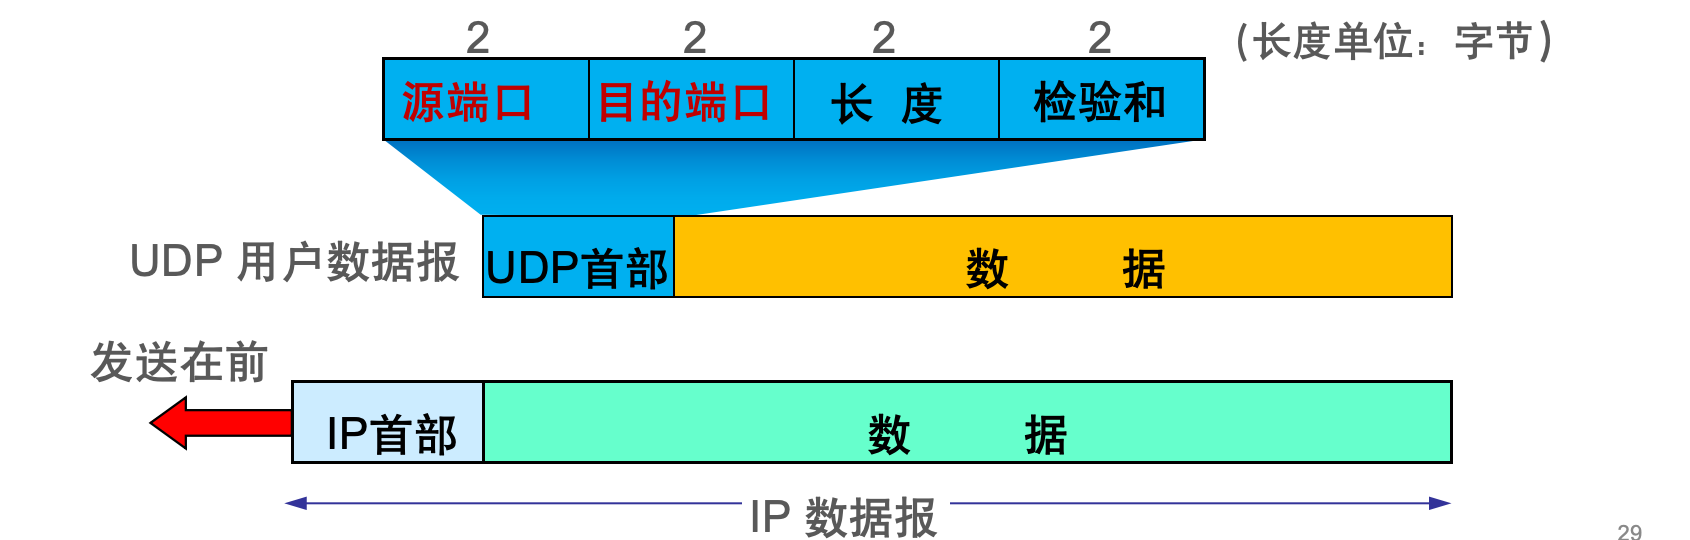 2 2 2 2 (长度单位：字节)
源端口 目的端口 长 度 检验和
UDP 用户数据报 UDP首部 数 据
发送在前
IP首部 数 据
IP 数据报
29